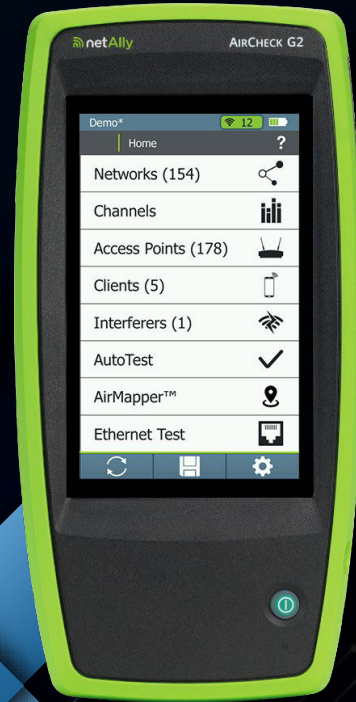 netAlly
AirCheck G2
Demo*
12
Home
?
Networks (154)
Channels
Access Points (178)
Clients (5)
Interferers (1)
AutoTest
AirMapper™
Ethernet Test